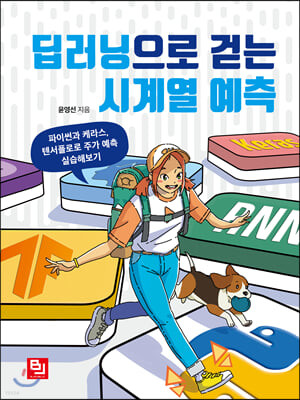 딥러닝으로 걷는
시계열 예측
윤영선 지음
파이썬과 케라스,
텐서플로로 주가 예측
실습해보기
Keras
RNN
TF
BJ